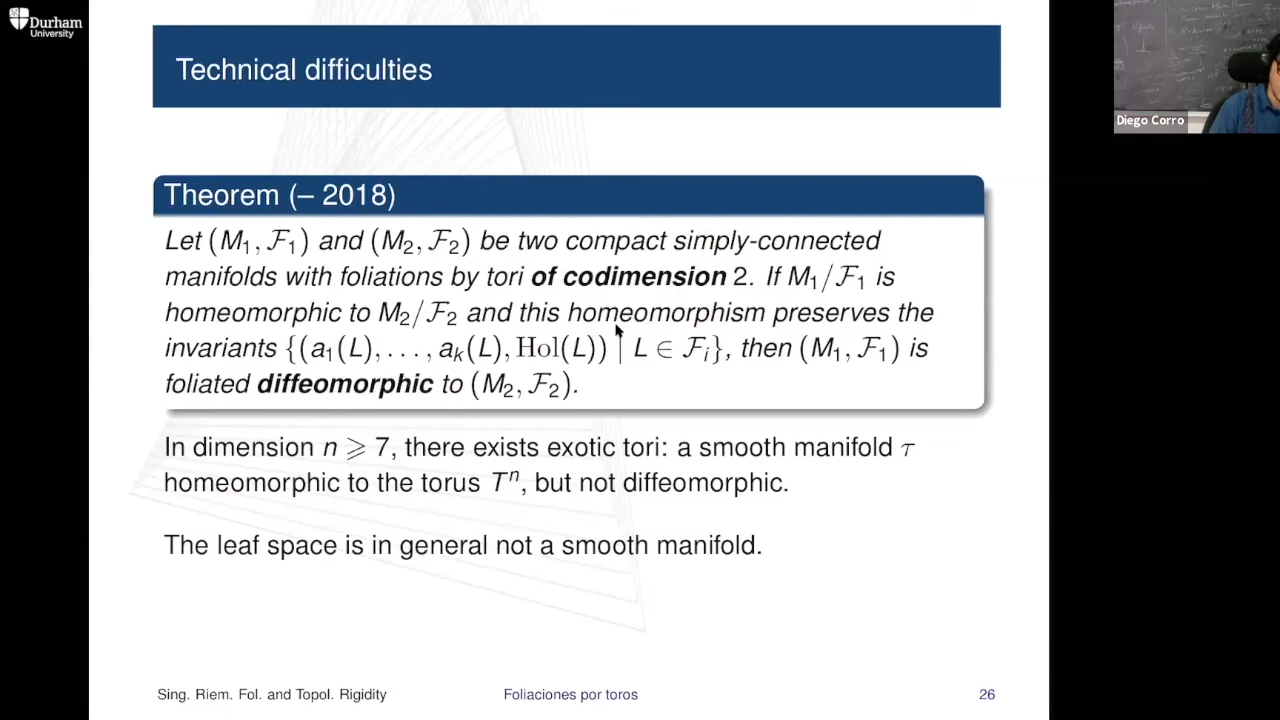 Durham
University
Technical difficulties
Diego Corro
Theorem (– 2018)
Let (M₁, ℱ₁) and (M₂, ℱ₂) be two compact simply-connected
manifolds with foliations by tori of codimension 2. If M₁/ℱ₁ is
homeomorphic to M₂/ℱ₂ and this homeomorphism preserves the
invariants {(a₁(L), . . . , aₖ(L), Hol(L)) | L ∈ ℱᵢ}, then (M₁, ℱ₁) is
foliated diffeomorphic to (M₂, ℱ₂).
In dimension n ⩾ 7, there exists exotic tori: a smooth manifold τ
homeomorphic to the torus Tⁿ, but not diffeomorphic.
The leaf space is in general not a smooth manifold.
Sing. Riem. Fol. and Topol. Rigidity
Foliaciones por toros
26